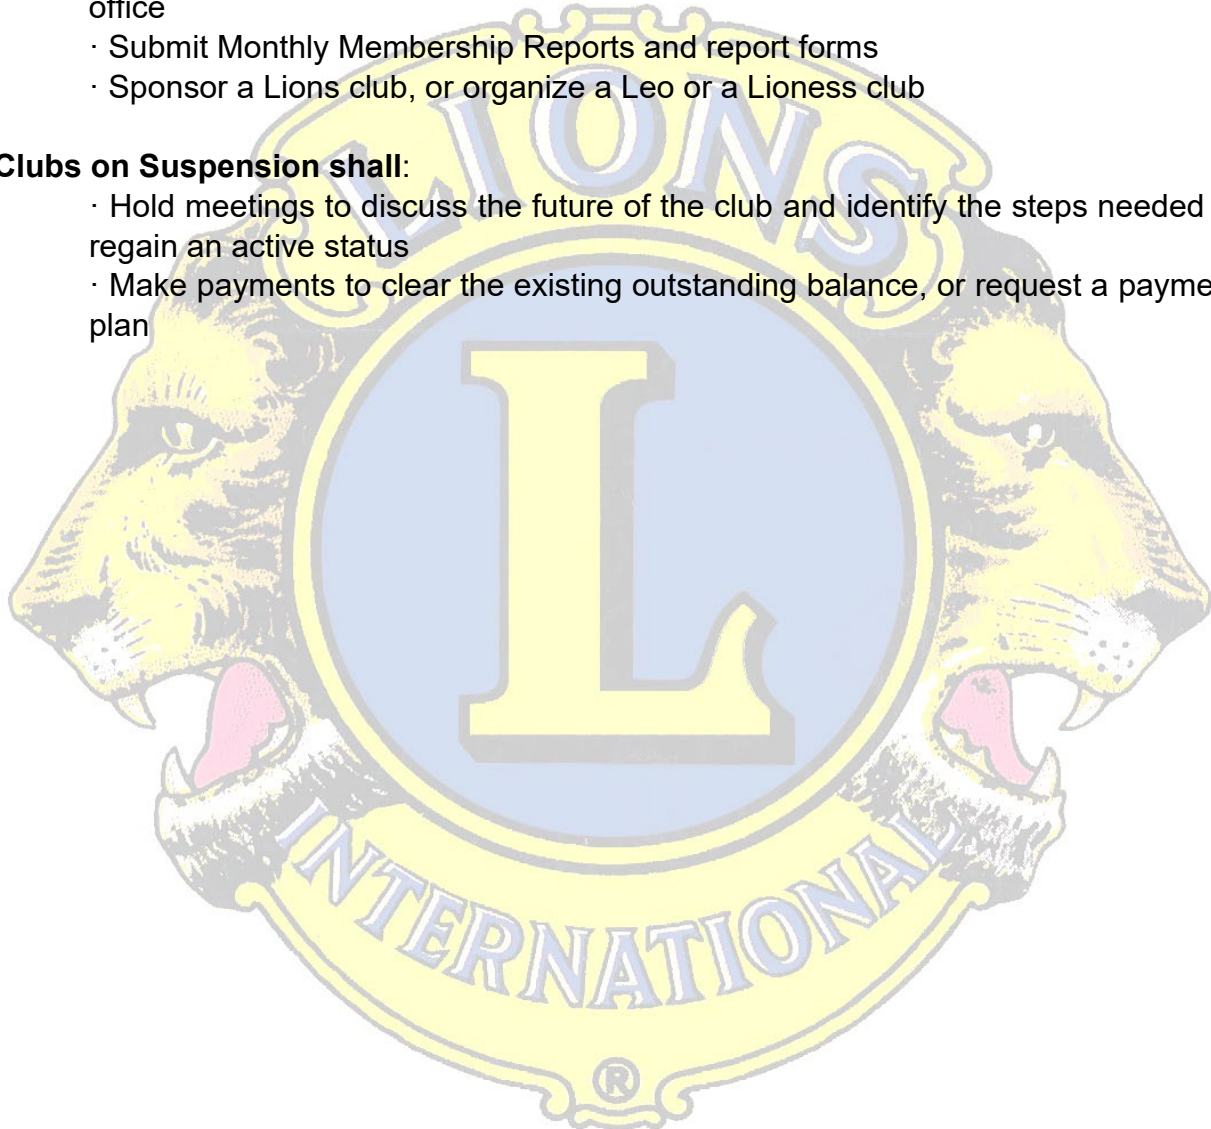 office
· Submit Monthly Membership Reports and report forms
· Sponsor a Lions club, or organize a Leo or a Lioness club
Clubs on Suspension shall:
· Hold meetings to discuss the future of the club and identify the steps needed
regain an active status
· Make payments to clear the existing outstanding balance, or request a payme
plan
LIONS
L
INTERNATIONAL
®